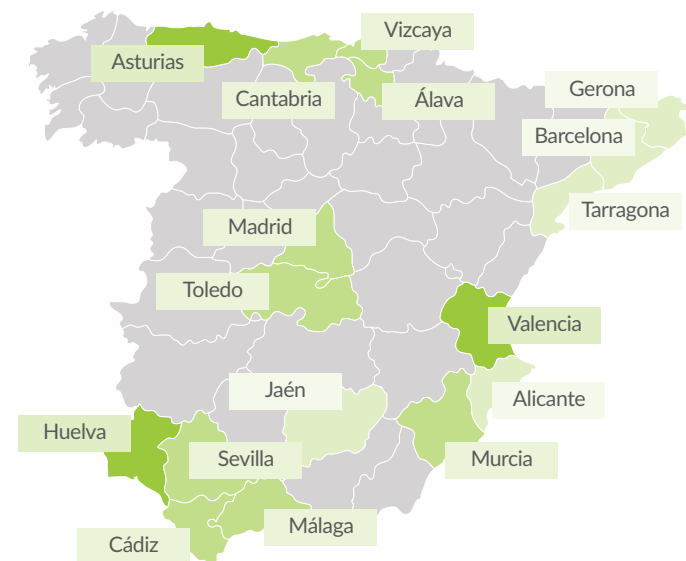 Vizcaya
Asturias
Gerona
Cantabria
Álava
Barcelona
Tarragona
Madrid
Toledo
Valencia
Jaén
Alicante
Huelva
Sevilla
Murcia
Málaga
Cádiz